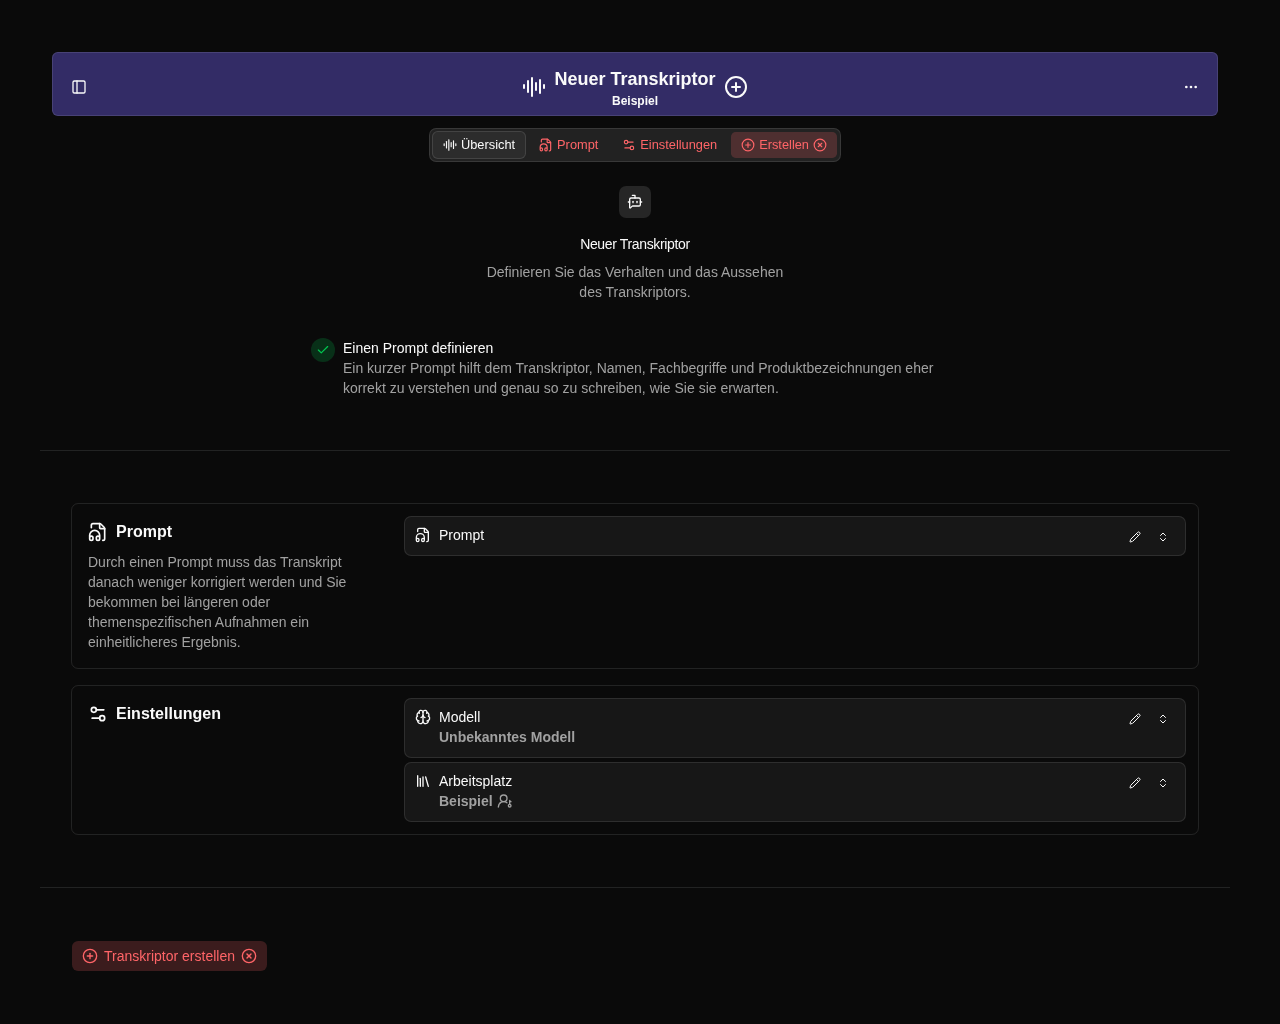 Neuer Transkriptor
Beispiel
Übersicht Prompt Einstellungen Erstellen
Neuer Transkriptor
Definieren Sie das Verhalten und das Aussehen
des Transkriptors.
Einen Prompt definieren
Ein kurzer Prompt hilft dem Transkriptor, Namen, Fachbegriffe und Produktbezeichnungen eher
korrekt zu verstehen und genau so zu schreiben, wie Sie sie erwarten.
Prompt
Durch einen Prompt muss das Transkript
danach weniger korrigiert werden und Sie
bekommen bei längeren oder
themenspezifischen Aufnahmen ein
einheitlicheres Ergebnis.
Prompt
Einstellungen
Modell
Unbekanntes Modell
Arbeitsplatz
Beispiel
Transkriptor erstellen